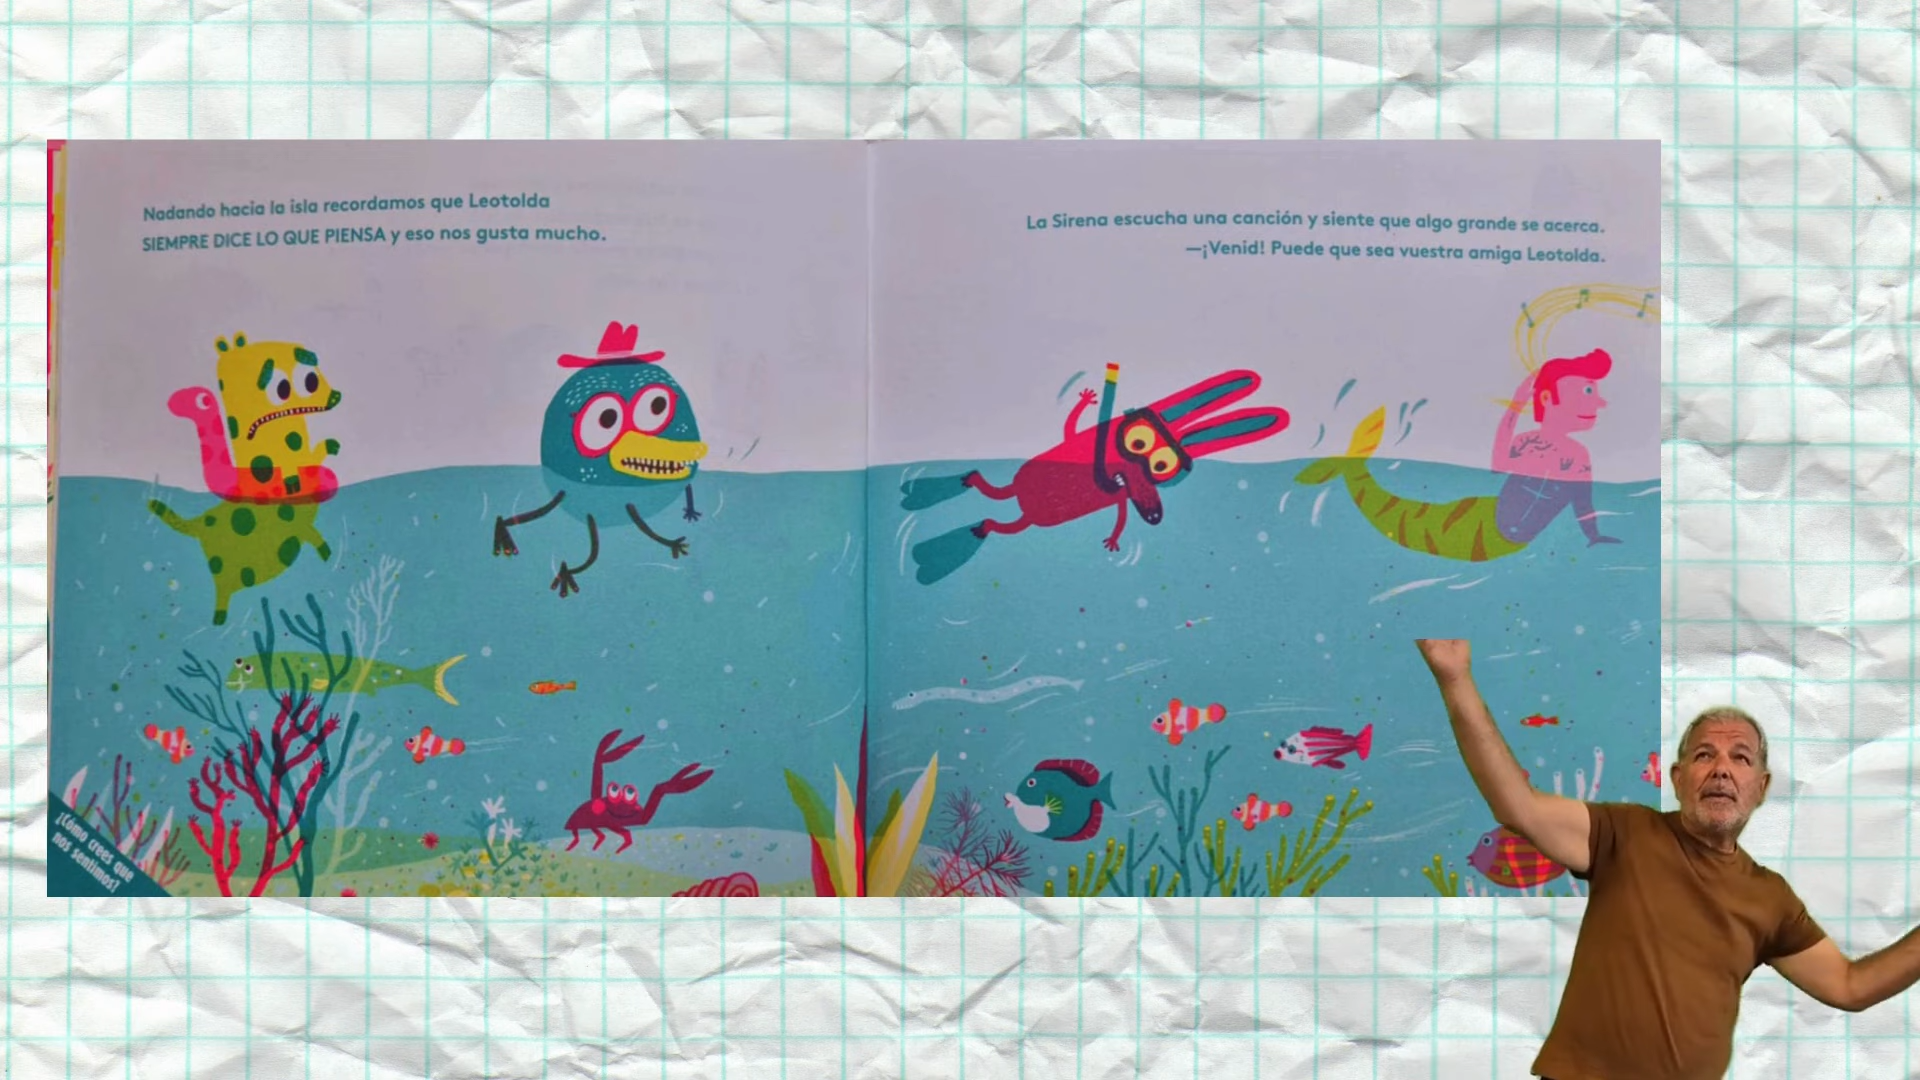 Nadando hacia la isla recordamos que Leotolda
SIEMPRE DICE LO QUE PIENSA y eso nos gusta mucho.
La Sirena escucha una canción y siente que algo grande se acerca.
—¡Venid! Puede que sea vuestra amiga Leotolda.
¿Cómo crees que
nos sentimos?